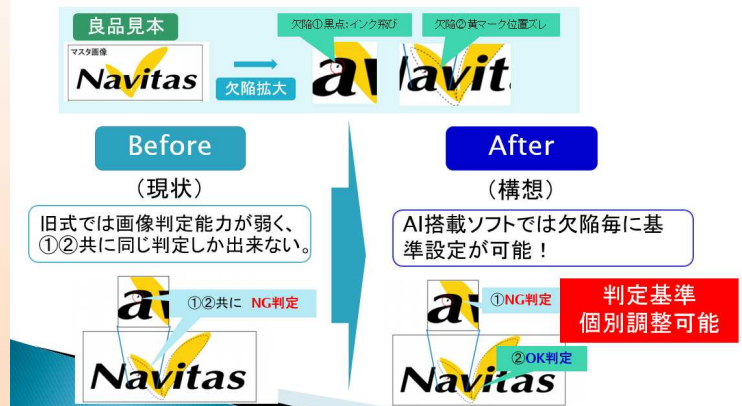 良品見本
欠陥①黒点:インク飛び
欠陥②黄マーク位置ズレ
マスタ画像
Navitas
欠陥拡大
av
Navit
Before
After
(現状)
(構想)
旧式では画像判定能力が弱く、
①②共に同じ判定しか出来ない。
AI搭載ソフトでは欠陥毎に基
準設定が可能！
av
①②共に NG判定
av
①NG判定
判定基準
個別調整可能
②OK判定
Navitas
Navitas